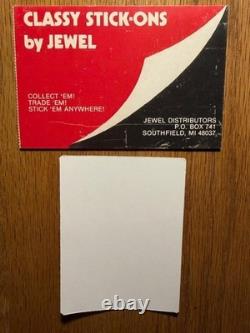 CLASSY STICK-ONS
by JEWEL
COLLECT 'EM!
TRADE 'EM!
STICK 'EM ANYWHERE!
JEWEL DISTRIBUTORS
P.O. BOX 741
SOUTHFIELD, MI 48037
ebay